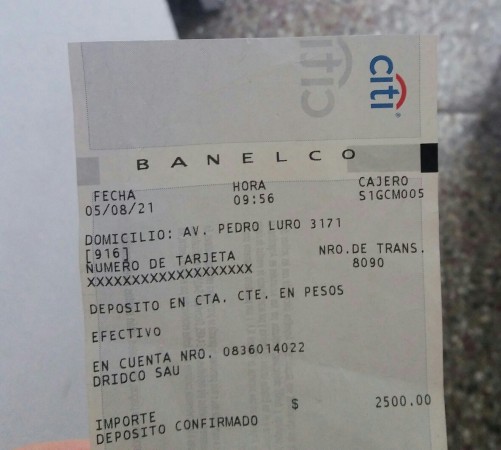 citi
citi
BANELCO
FECHA HORA CAJERO
05/08/21 09:56 S1GCM005
DOMICILIO: AV. PEDRO LURO 3171
[916]
NUMERO DE TARJETA NRO.DE TRANS.
XXXXXXXXXXXXXXXXXXX 8090
DEPOSITO EN CTA. CTE. EN PESOS
EFECTIVO
EN CUENTA NRO. 0836014022
DRIDCO SAU
IMPORTE $ 2500.00
DEPOSITO CONFIRMADO